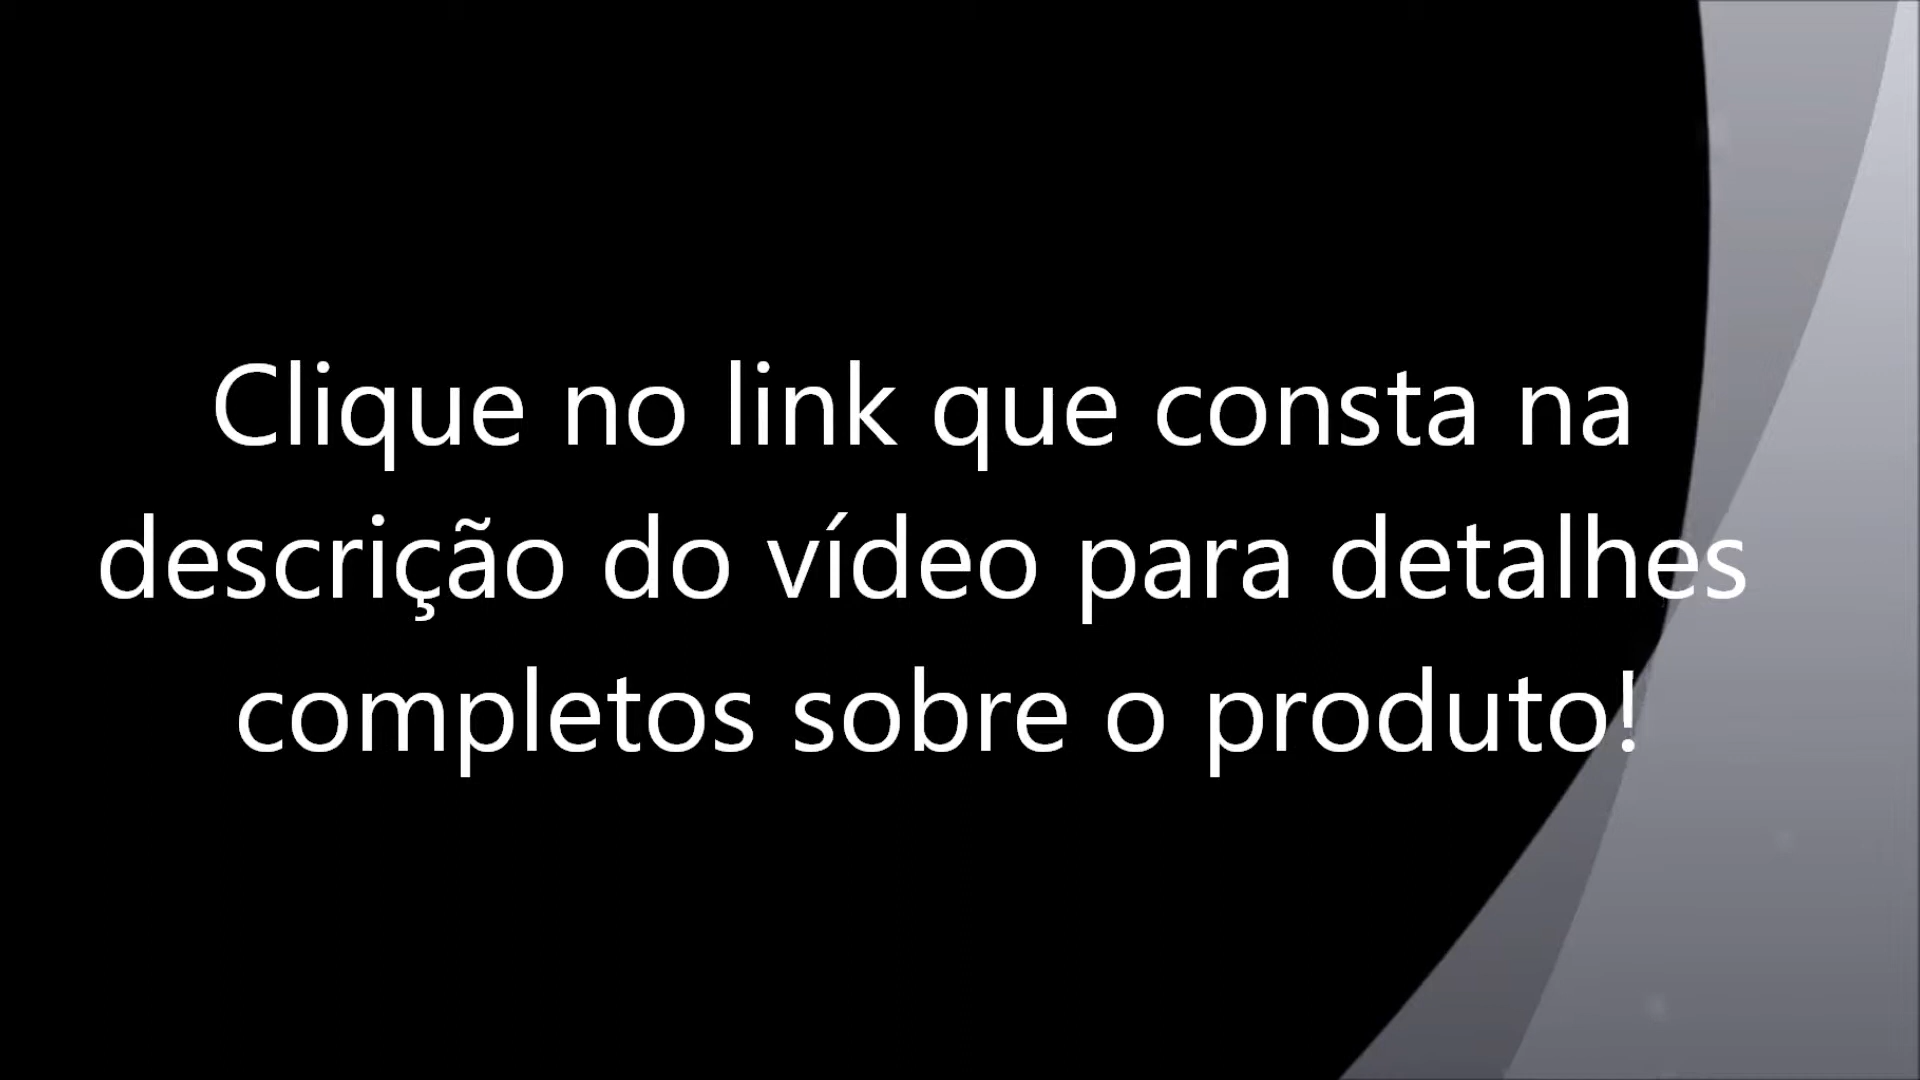 Clique no link que consta na
descrição do vídeo para detalhes
completos sobre o produto!